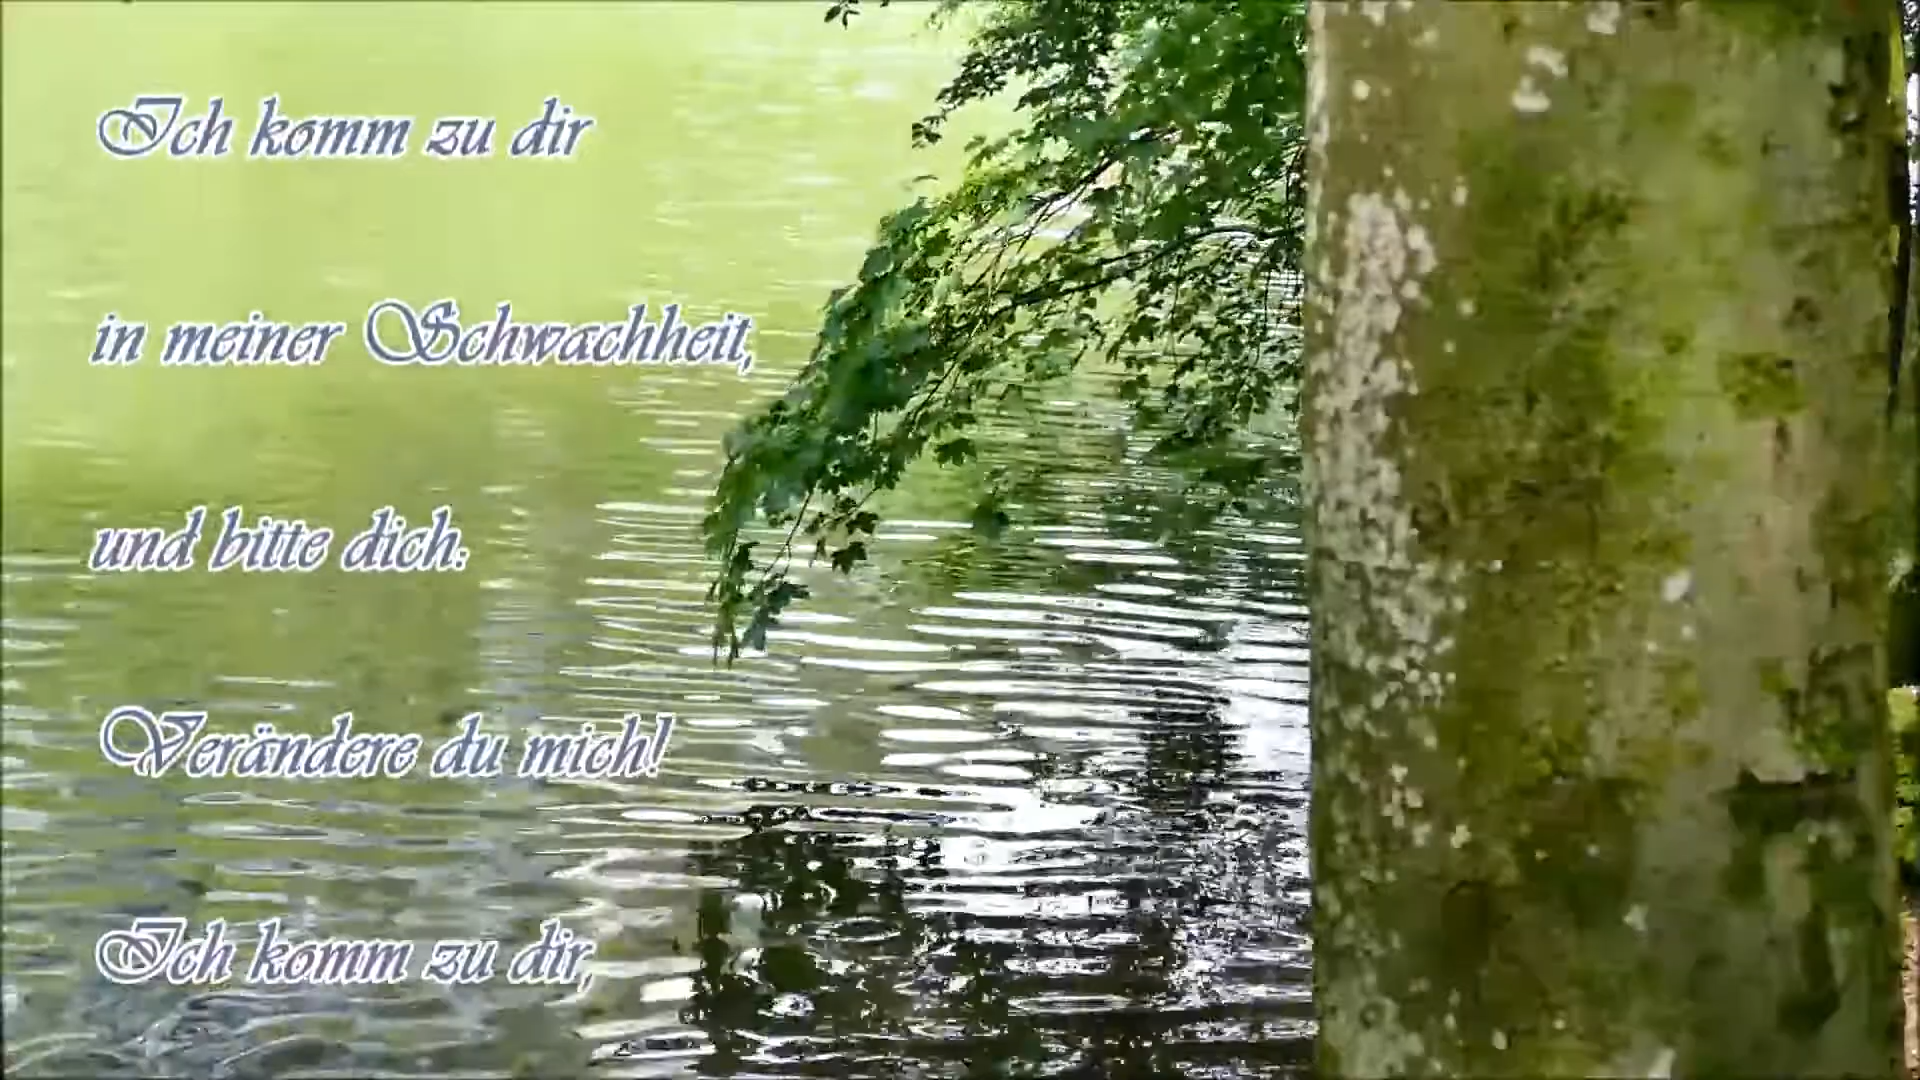 Ich komm zu dir
in meiner Schwachheit,
und bitte dich:
Verändere du mich!
Ich komm zu dir,